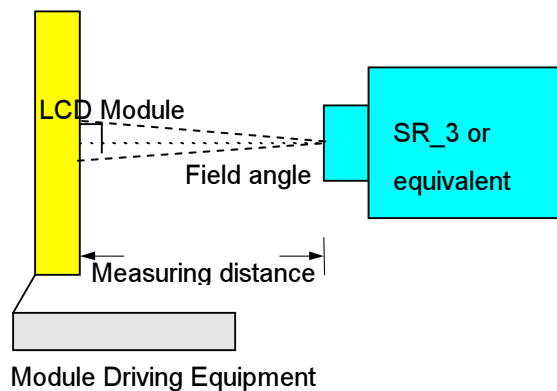 LCD Module
SR_3 or
equivalent
Field angle
Measuring distance
Module Driving Equipment